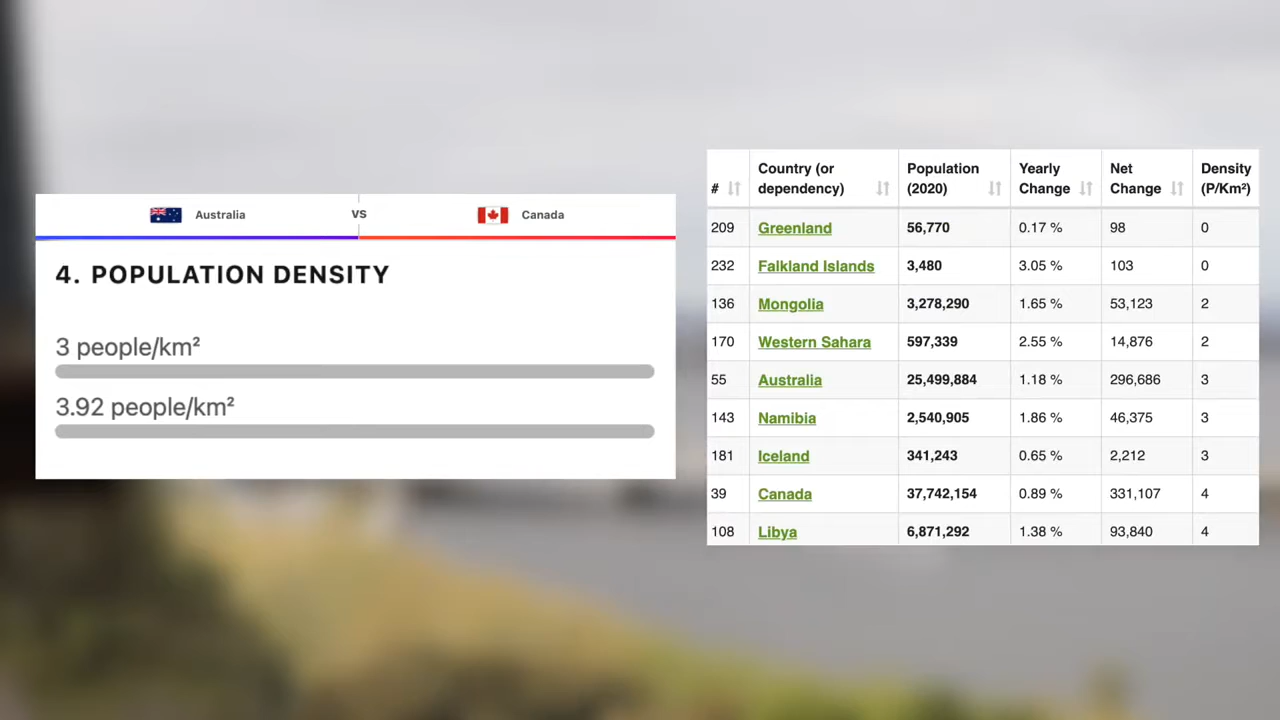 Australia vs Canada
4. POPULATION DENSITY
3 people/km²
3.92 people/km²
# Country (or dependency) Population (2020) Yearly Change Net Change Density (P/Km²)
209 Greenland 56,770 0.17 % 98 0
232 Falkland Islands 3,480 3.05 % 103 0
136 Mongolia 3,278,290 1.65 % 53,123 2
170 Western Sahara 597,339 2.55 % 14,876 2
55 Australia 25,499,884 1.18 % 296,686 3
143 Namibia 2,540,905 1.86 % 46,375 3
181 Iceland 341,243 0.65 % 2,212 3
39 Canada 37,742,154 0.89 % 331,107 4
108 Libya 6,871,292 1.38 % 93,840 4